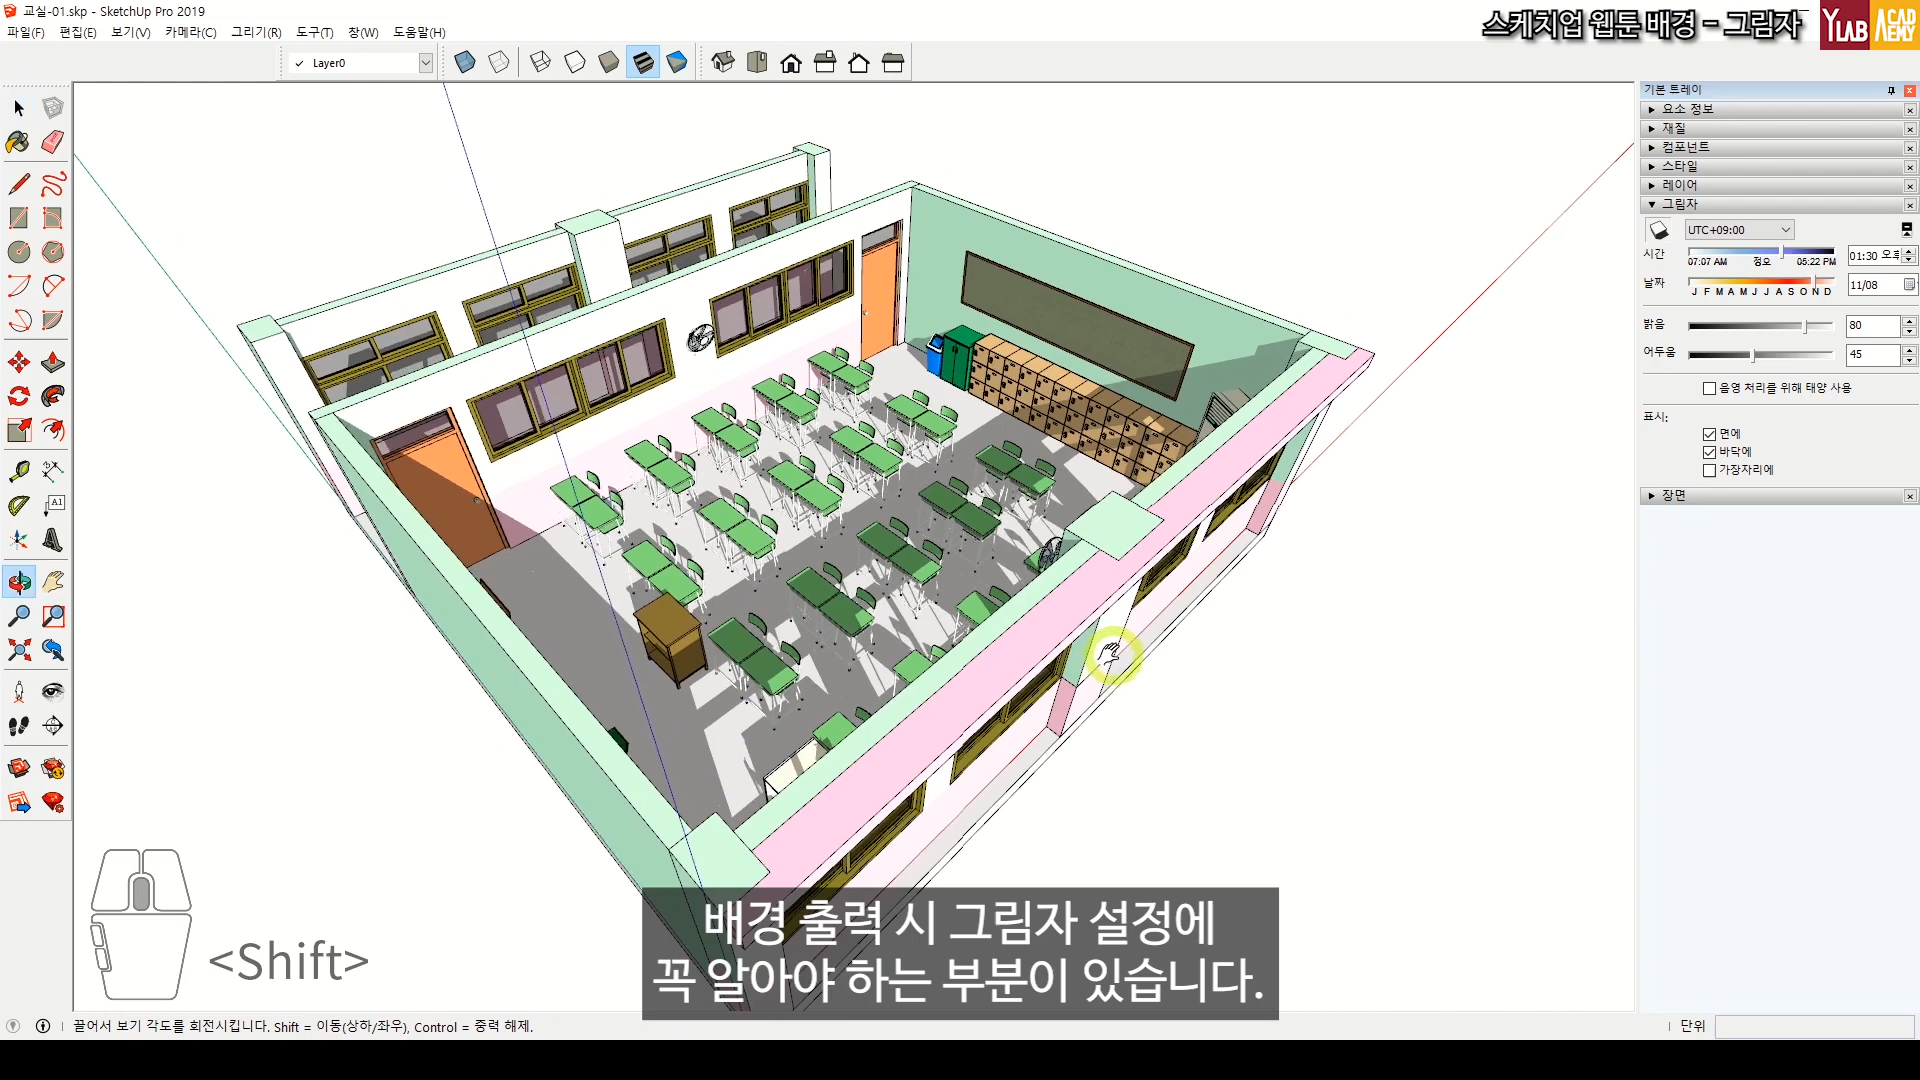 교실-01.skp - SketchUp Pro 2019
스케치업 웹툰 배경 - 그림자
YLAB ACADEMY
파일(F) 편집(E) 보기(V) 카메라(C) 그리기(R) 도구(T) 창(W) 도움말(H)
Layer0
기본 트레이
요소 정보
재질
컴포넌트
스타일
레이어
그림자
UTC+09:00
시간
07:07 AM 정오 05:22 PM
01:30 오후
날짜
J F M A M J J A S O N D
11/08
밝음 80
어두움 45
음영 처리를 위해 태양 사용
표시:
면에
바닥에
가장자리에
장면
A1
<Shift>
배경 출력 시 그림자 설정에
꼭 알아야 하는 부분이 있습니다.
끌어서 보기 각도를 회전시킵니다. Shift = 이동(상하/좌우), Control = 중력 해제.
단위